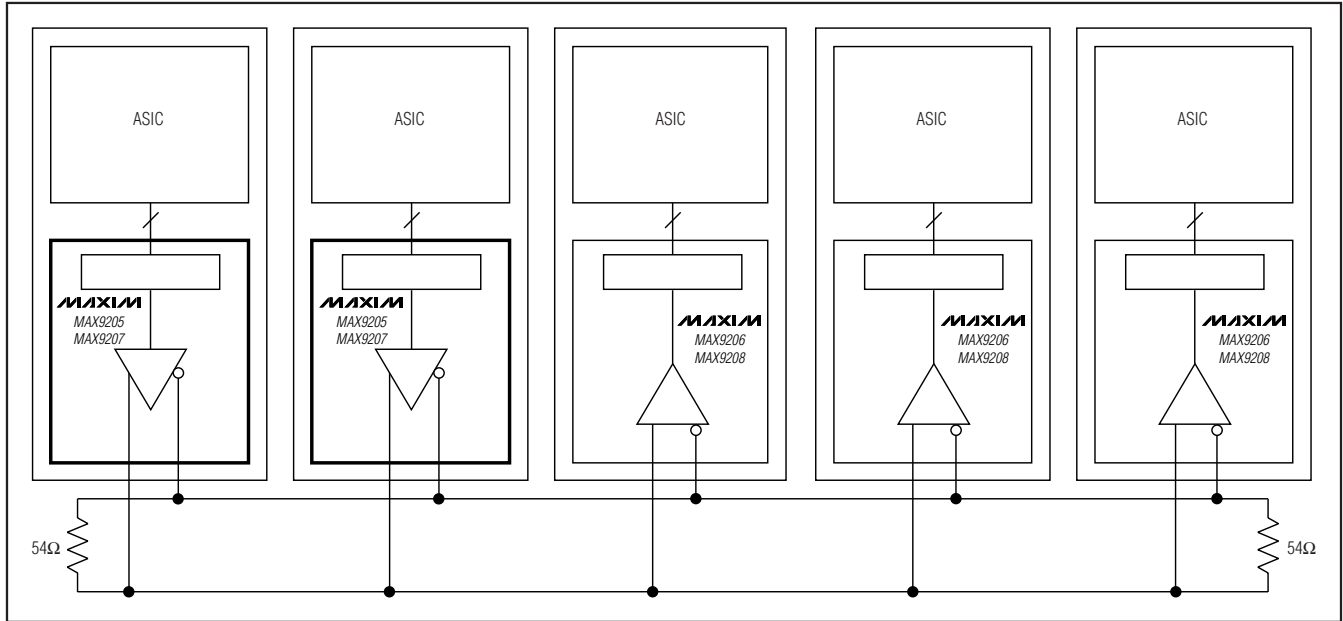 ASIC
ASIC
ASIC
ASIC
ASIC
MAXIM
MAX9205
MAX9207
MAXIM
MAX9205
MAX9207
MAXIM
MAX9206
MAX9208
MAXIM
MAX9206
MAX9208
MAXIM
MAX9206
MAX9208
54Ω
54Ω